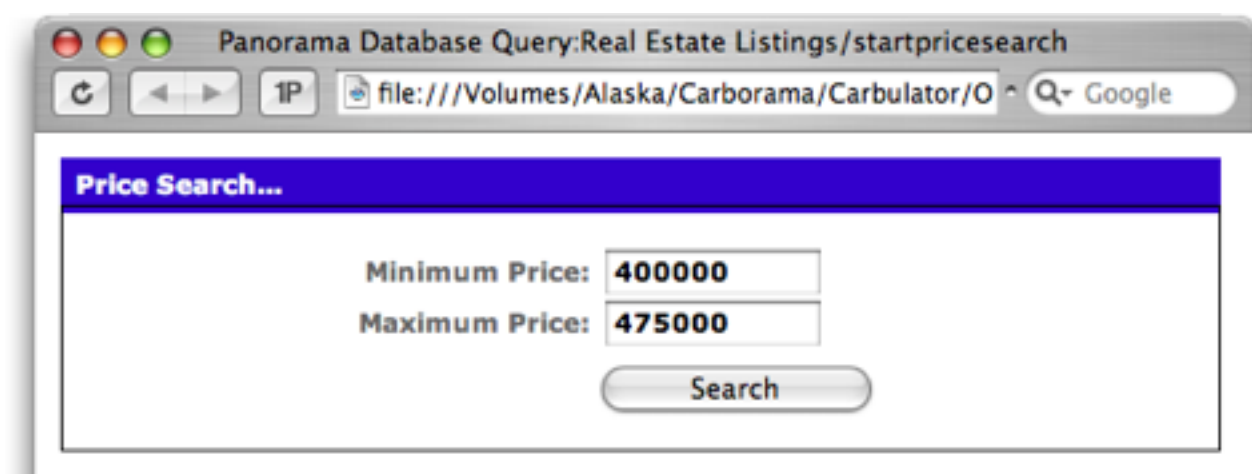 Panorama Database Query:Real Estate Listings/startpricesearch
1P file:///Volumes/Alaska/Carborama/Carbulator/O Google
Price Search...
Minimum Price: 400000
Maximum Price: 475000
Search